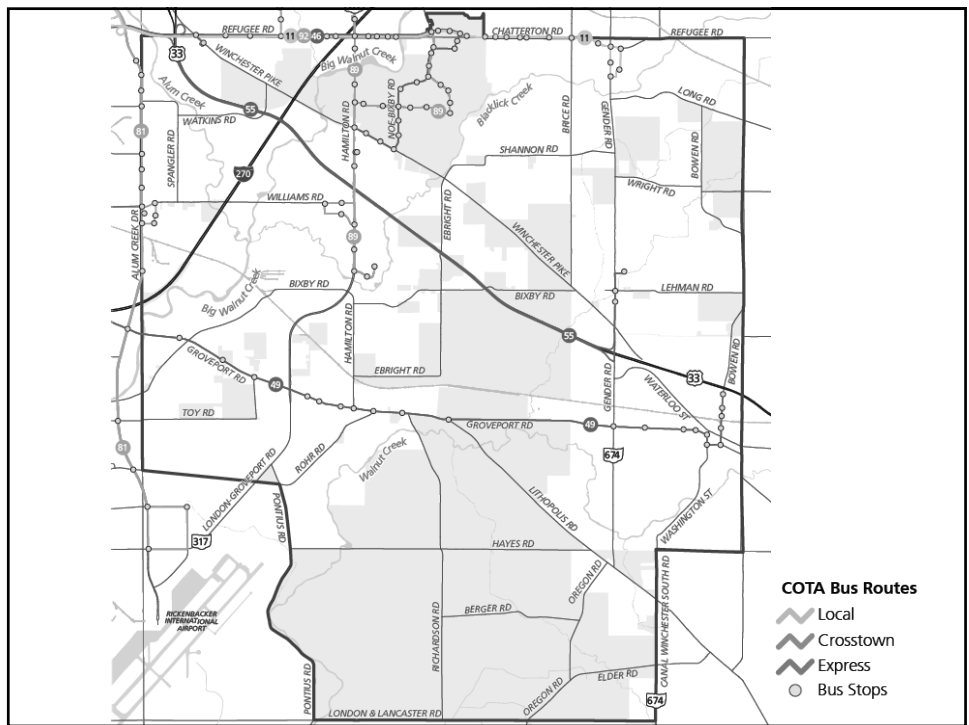 REFUGEE RD
11
92
46
CHATTERTON RD
11
REFUGEE RD
33
WINCHESTER PIKE
Big Walnut Creek
89
Alum Creek
NOE-BIXBY RD
89
Blacklick Creek
BRICE RD
GENDER RD
LONG RD
55
WATKINS RD
81
HAMILTON RD
SPANGLER RD
SHANNON RD
BOWEN RD
270
WRIGHT RD
WILLIAMS RD
EBRIGHT RD
89
WINCHESTER PIKE
ALUM CREEK DR
Big Walnut Creek
BIXBY RD
BIXBY RD
LEHMAN RD
HAMILTON RD
55
BOWEN RD
GROVEPORT RD
EBRIGHT RD
GENDER RD
33
49
WATERLOO ST
TOY RD
GROVEPORT RD
49
81
ROHR RD
Walnut Creek
674
LONDON-GROVEPORT RD
PONTIUS RD
LITHOPOLIS RD
WASHINGTON ST
317
HAYES RD
OREGON RD
CANAL WINCHESTER SOUTH RD
RICKENBACKER
INTERNATIONAL
AIRPORT
RICHARDSON RD
BERGER RD
ELDER RD
OREGON RD
PONTIUS RD
674
LONDON & LANCASTER RD
COTA Bus Routes
Local
Crosstown
Express
Bus Stops